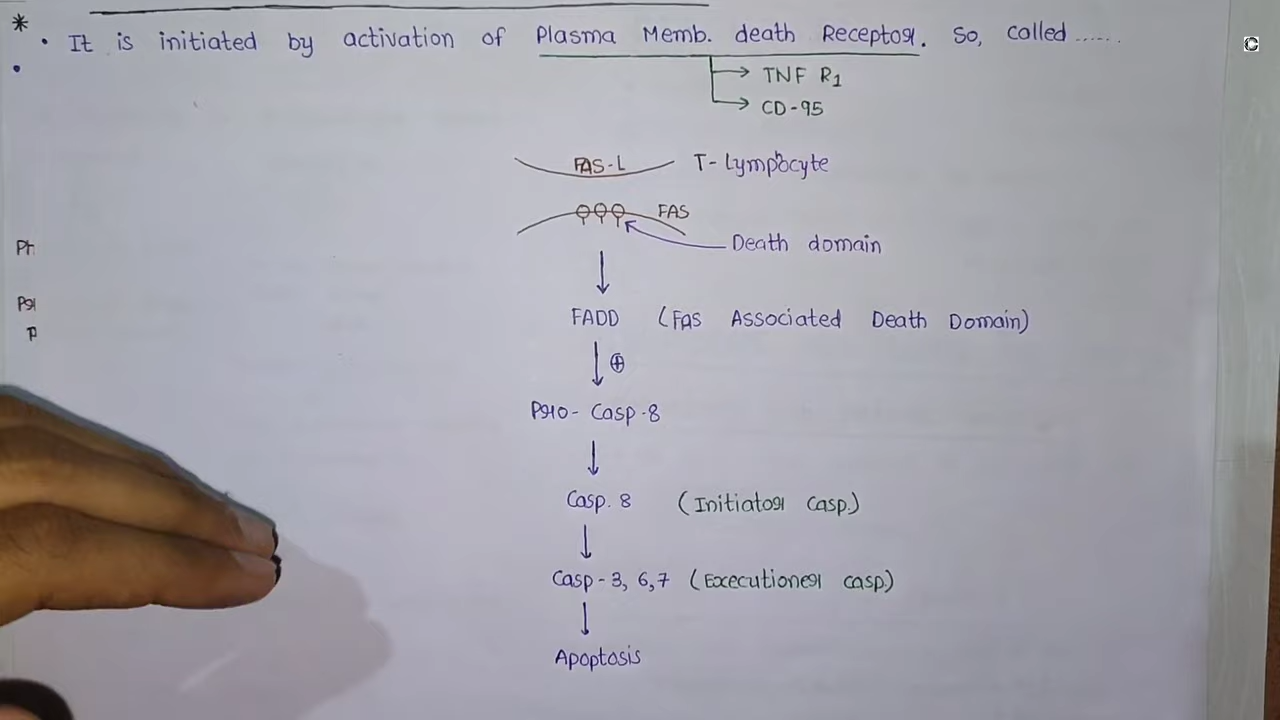 *
• It is initiated by activation of Plasma Memb. death Receptor. So, called ......
•
TNF R1
CD-95
FAS-L T-Lymphocyte
FAS
Death domain
Ph
FADD (Fas Associated Death Domain)
Pr
P
⊕
Pro-Casp-8
Casp. 8 (Initiator Casp.)
Casp-3, 6,7 (Executioner casp.)
Apoptosis